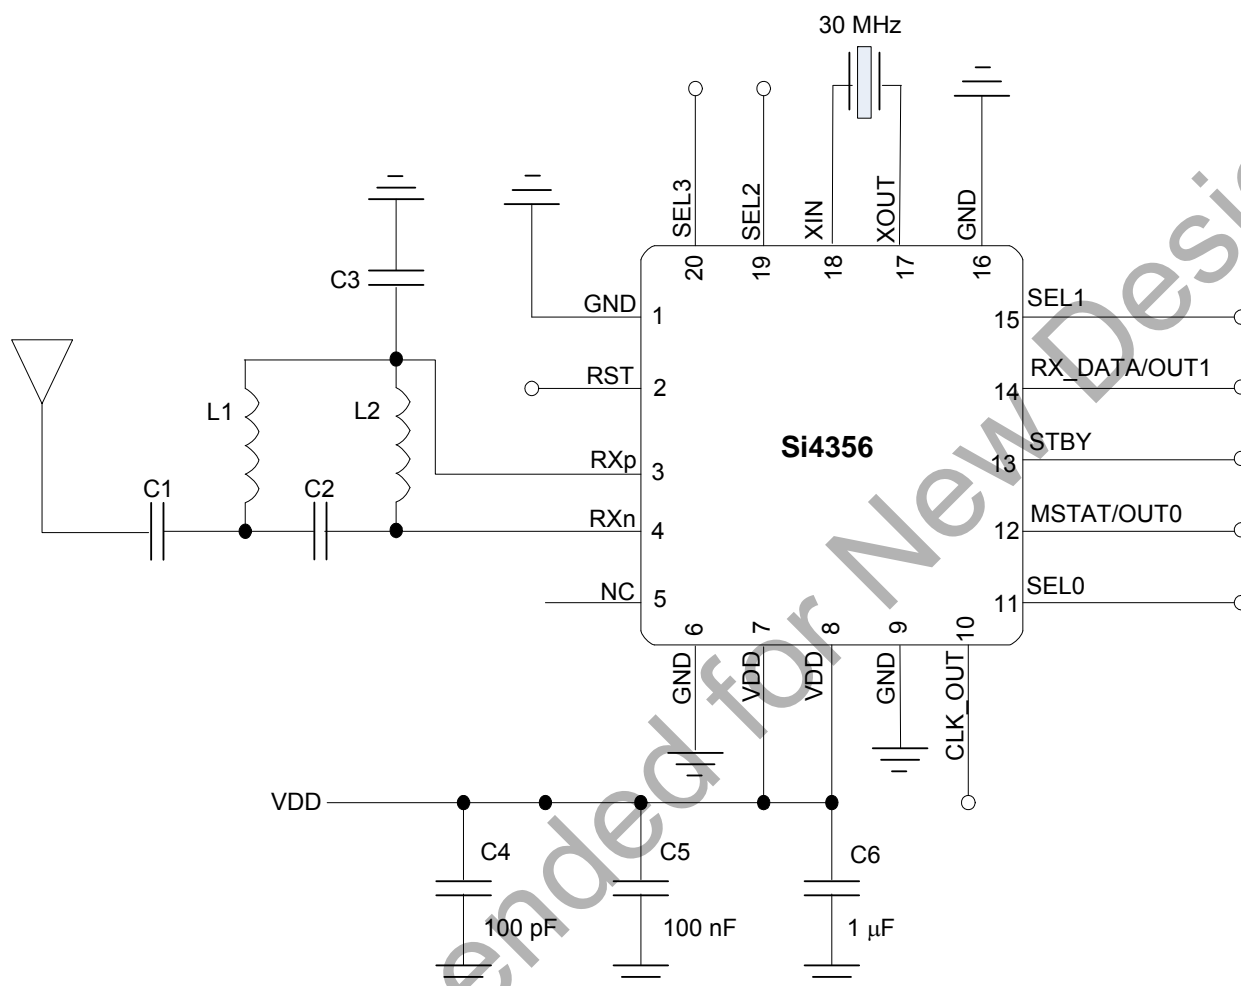 30 MHz
SEL3
SEL2
XIN
XOUT
GND
20
19
18
17
16
C3
GND
1
15
SEL1
RST
2
14
RX_DATA/OUT1
L1
L2
Si4356
RXp
3
13
STBY
C1
C2
RXn
4
12
MSTAT/OUT0
NC
5
11
SEL0
6
7
8
9
10
GND
VDD
VDD
GND
CLK_OUT
VDD
C4
C5
C6
100 pF
100 nF
1 μF
ended for New Desi